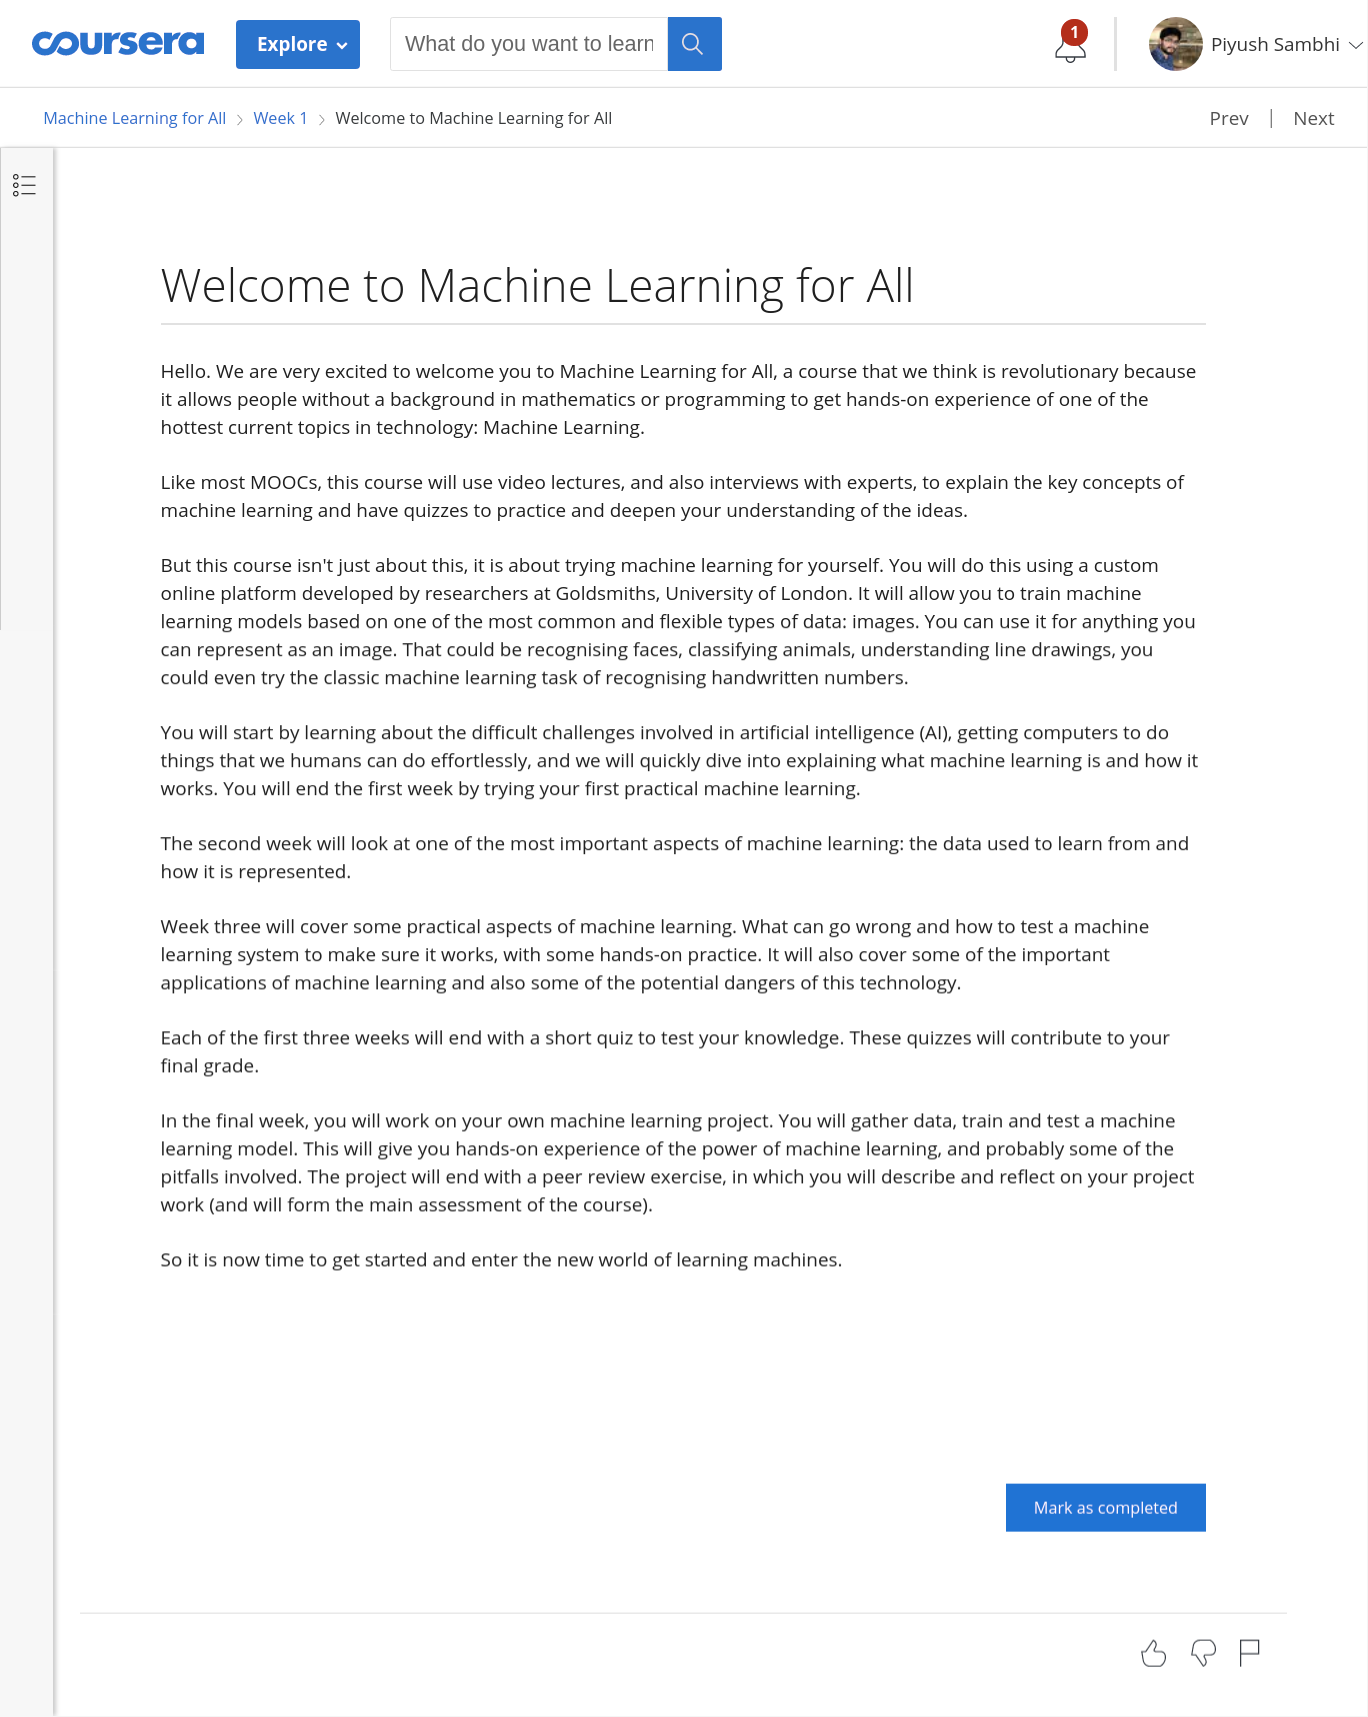 coursera
Explore
What do you want to learn
1
Piyush Sambhi
Machine Learning for All
Week 1
Welcome to Machine Learning for All
Prev
Next
Welcome to Machine Learning for All
Hello. We are very excited to welcome you to Machine Learning for All, a course that we think is revolutionary because
it allows people without a background in mathematics or programming to get hands-on experience of one of the
hottest current topics in technology: Machine Learning.
Like most MOOCs, this course will use video lectures, and also interviews with experts, to explain the key concepts of
machine learning and have quizzes to practice and deepen your understanding of the ideas.
But this course isn't just about this, it is about trying machine learning for yourself. You will do this using a custom
online platform developed by researchers at Goldsmiths, University of London. It will allow you to train machine
learning models based on one of the most common and flexible types of data: images. You can use it for anything you
can represent as an image. That could be recognising faces, classifying animals, understanding line drawings, you
could even try the classic machine learning task of recognising handwritten numbers.
You will start by learning about the difficult challenges involved in artificial intelligence (AI), getting computers to do
things that we humans can do effortlessly, and we will quickly dive into explaining what machine learning is and how it
works. You will end the first week by trying your first practical machine learning.
The second week will look at one of the most important aspects of machine learning: the data used to learn from and
how it is represented.
Week three will cover some practical aspects of machine learning. What can go wrong and how to test a machine
learning system to make sure it works, with some hands-on practice. It will also cover some of the important
applications of machine learning and also some of the potential dangers of this technology.
Each of the first three weeks will end with a short quiz to test your knowledge. These quizzes will contribute to your
final grade.
In the final week, you will work on your own machine learning project. You will gather data, train and test a machine
learning model. This will give you hands-on experience of the power of machine learning, and probably some of the
pitfalls involved. The project will end with a peer review exercise, in which you will describe and reflect on your project
work (and will form the main assessment of the course).
So it is now time to get started and enter the new world of learning machines.
Mark as completed